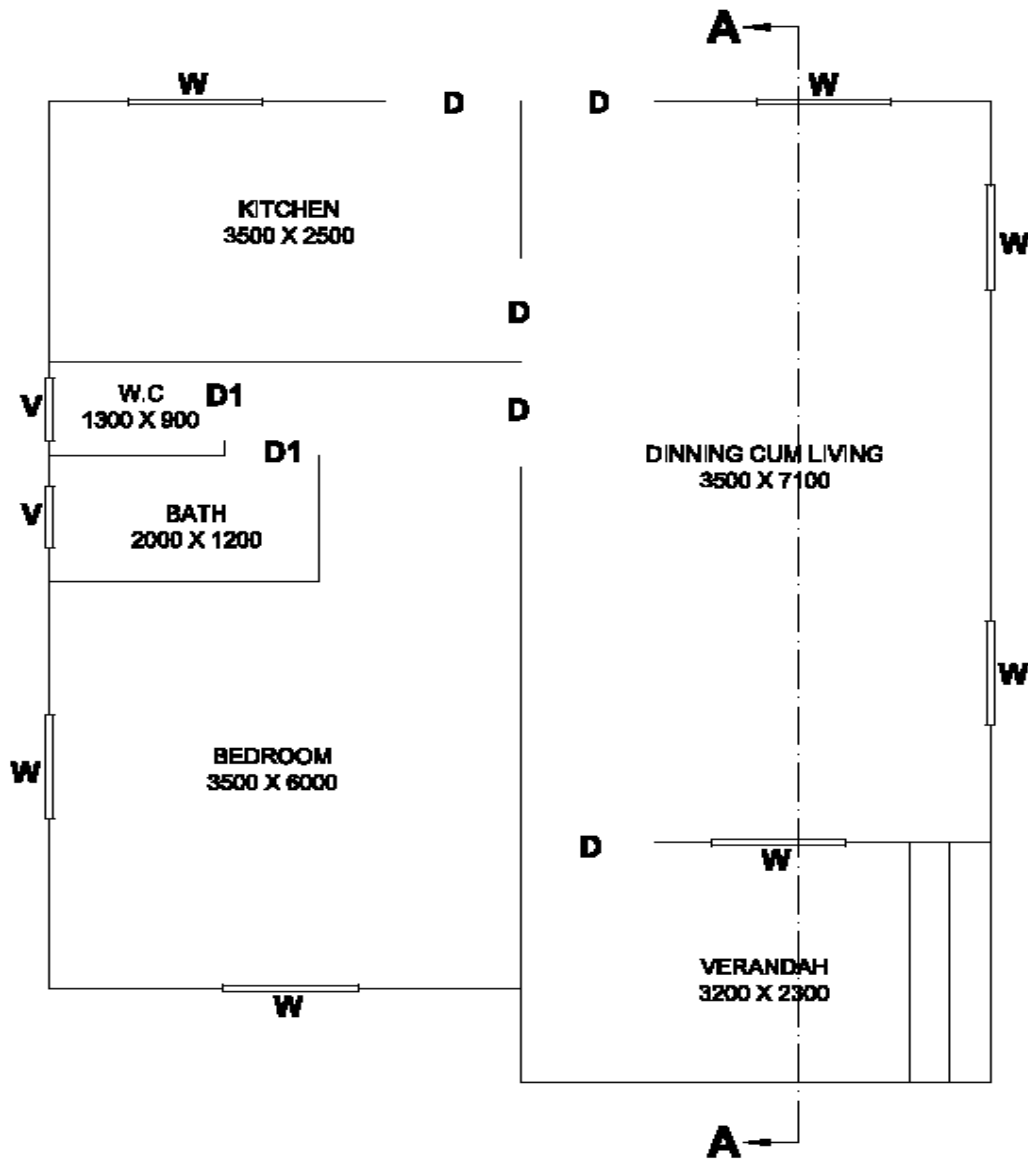 A
W
D
D
W
KITCHEN
3500 X 2500
W
D
V
W.C
1300 X 900
D1
D
D1
DINNING CUM LIVING
3500 X 7100
V
BATH
2000 X 1200
W
W
BEDROOM
3500 X 6000
D
W
VERANDAH
3200 X 2300
W
A